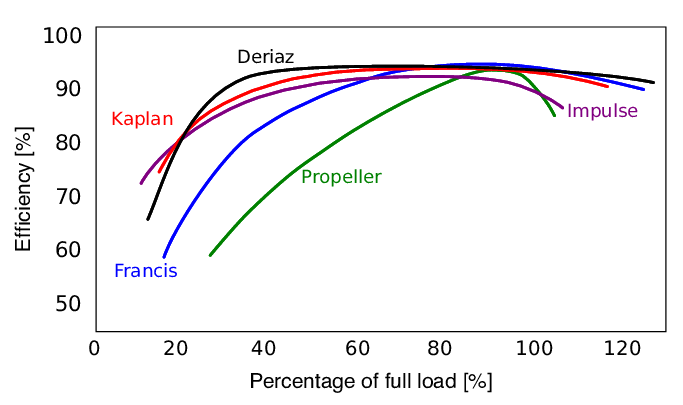 100
90
80
70
60
50
Efficiency [%]
Deriaz
Kaplan
Impulse
Propeller
Francis
0 20 40 60 80 100 120
Percentage of full load [%]